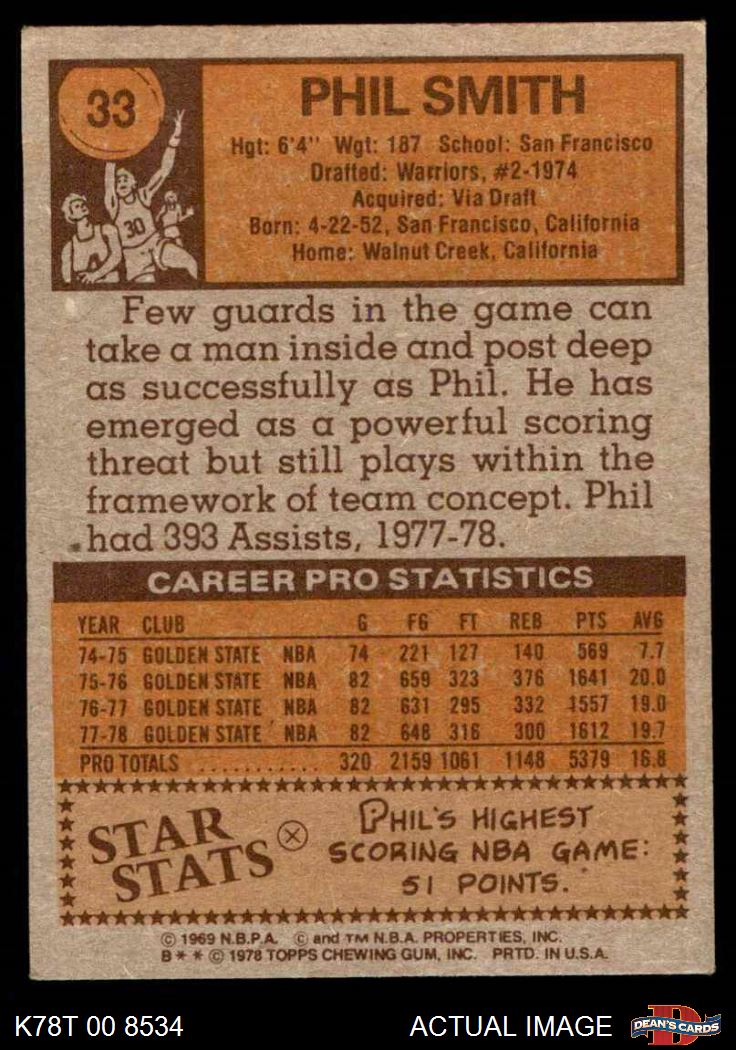 33
PHIL SMITH
Hgt: 6'4" Wgt: 187 School: San Francisco
Drafted: Warriors, #2-1974
Acquired: Via Draft
Born: 4-22-52, San Francisco, California
Home: Walnut Creek, California
30
Few guards in the game can
take a man inside and post deep
as successfully as Phil. He has
emerged as a powerful scoring
threat but still plays within the
framework of team concept. Phil
had 393 Assists, 1977-78.
CAREER PRO STATISTICS
YEAR CLUB G FG FT REB PTS AVG
74-75 GOLDEN STATE NBA 74 221 127 140 569 7.7
75-76 GOLDEN STATE NBA 82 659 323 376 1641 20.0
76-77 GOLDEN STATE NBA 82 631 295 332 1557 19.0
77-78 GOLDEN STATE NBA 82 648 316 300 1612 19.7
PRO TOTALS ........... 320 2159 1061 1148 5379 16.8
STAR STATS
PHIL'S HIGHEST
SCORING NBA GAME:
51 POINTS.
© 1969 N.B.P.A. © and TM N.B.A. PROPERTIES, INC.
B * * © 1978 TOPPS CHEWING GUM, INC. PRTD. IN U.S.A.
K78T 00 8534 ACTUAL IMAGE DEAN'S CARDS